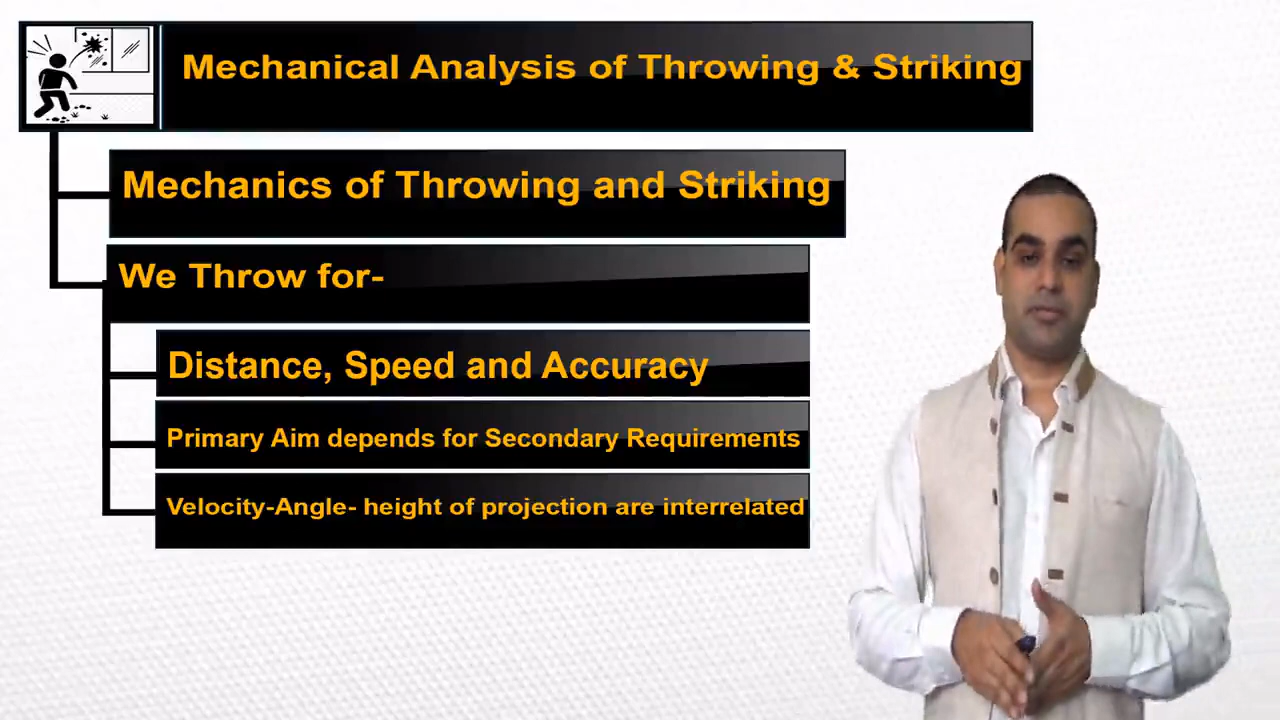 Mechanical Analysis of Throwing & Striking
Mechanics of Throwing and Striking
We Throw for-
Distance, Speed and Accuracy
Primary Aim depends for Secondary Requirements
Velocity-Angle- height of projection are interrelated